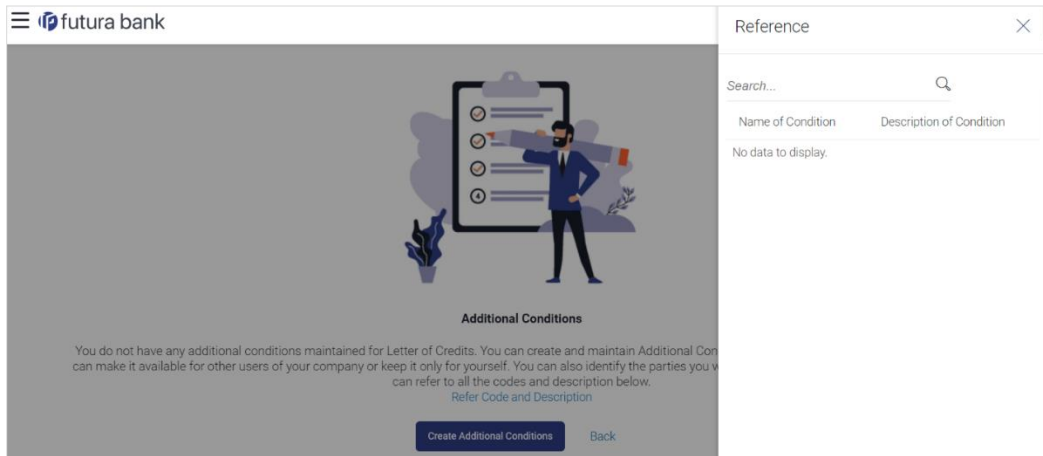 futura bank
Reference
Search...
Name of Condition Description of Condition
No data to display.
4
Additional Conditions
You do not have any additional conditions maintained for Letter of Credits. You can create and maintain Additional Con
can make it available for other users of your company or keep it only for yourself. You can also identify the parties you w
can refer to all the codes and description below.
Refer Code and Description
Create Additional Conditions Back